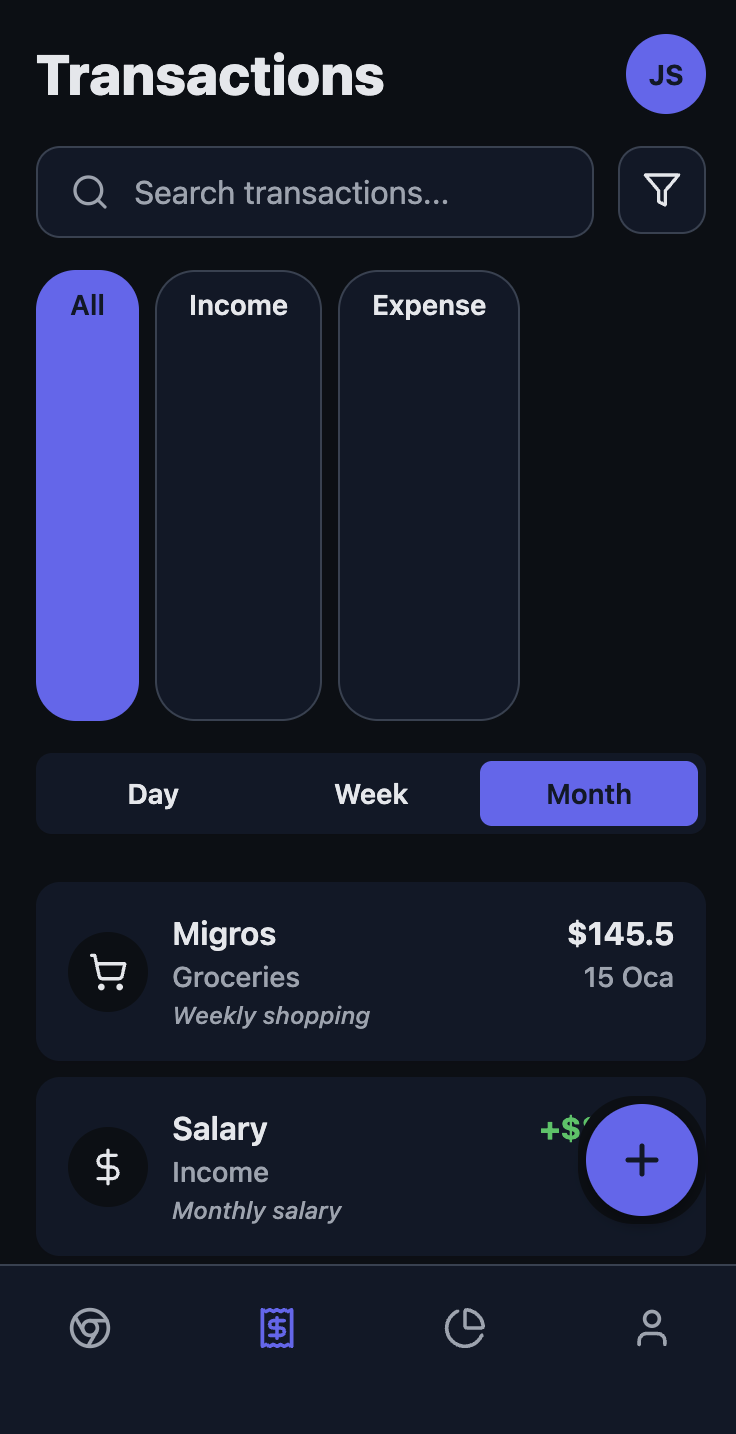 Transactions
JS
Search transactions...
All Income Expense
Day Week Month
Migros $145.5
Groceries 15 Oca
Weekly shopping
Salary +$
Income
Monthly salary